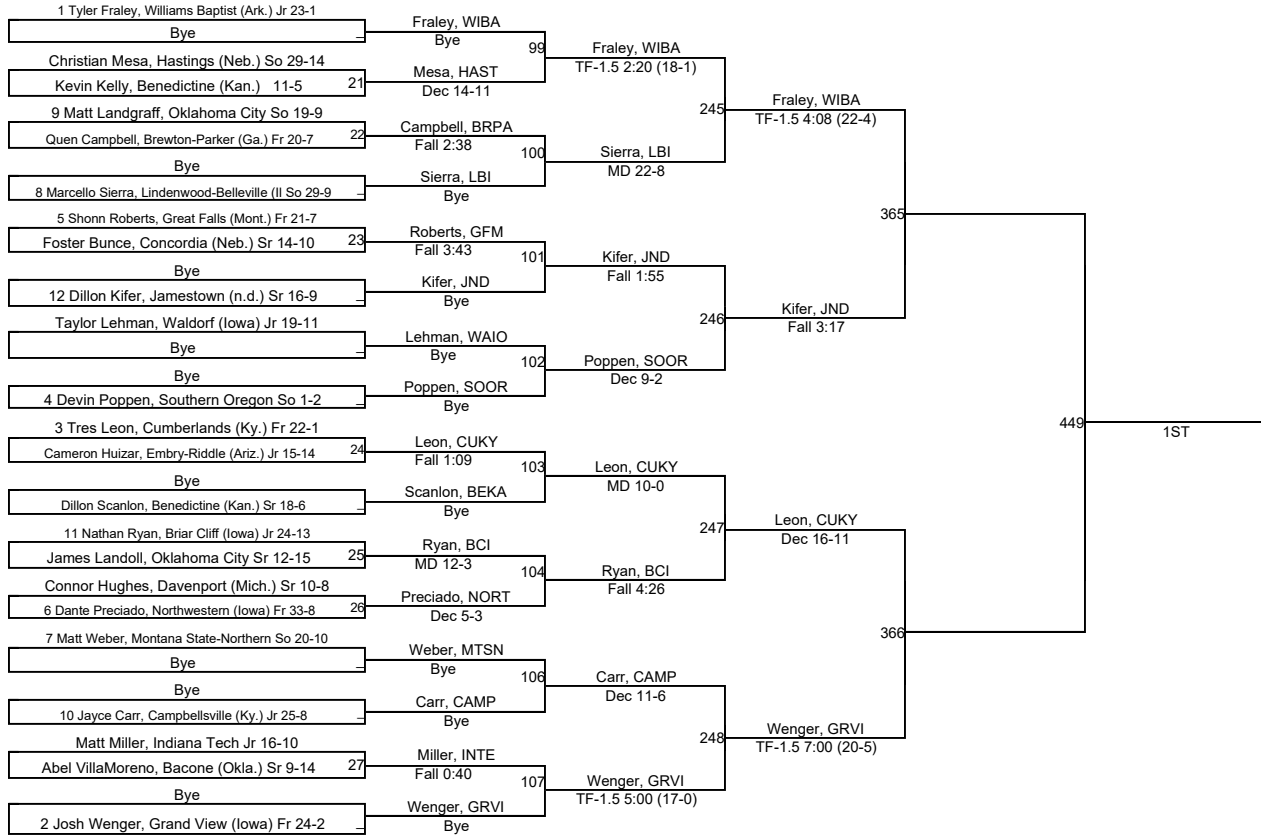 1 Tyler Fraley, Williams Baptist (Ark.) Jr 23-1
Bye
_
Christian Mesa, Hastings (Neb.) So 29-14
Kevin Kelly, Benedictine (Kan.) 11-5
21
9 Matt Landgraff, Oklahoma City So 19-9
Quen Campbell, Brewton-Parker (Ga.) Fr 20-7
22
Bye
8 Marcello Sierra, Lindenwood-Belleville (Il So 29-9
_
5 Shonn Roberts, Great Falls (Mont.) Fr 21-7
Foster Bunce, Concordia (Neb.) Sr 14-10
23
Bye
12 Dillon Kifer, Jamestown (n.d.) Sr 16-9
_
Taylor Lehman, Waldorf (Iowa) Jr 19-11
Bye
_
Bye
4 Devin Poppen, Southern Oregon So 1-2
_
3 Tres Leon, Cumberlands (Ky.) Fr 22-1
Cameron Huizar, Embry-Riddle (Ariz.) Jr 15-14
24
Bye
Dillon Scanlon, Benedictine (Kan.) Sr 18-6
_
11 Nathan Ryan, Briar Cliff (Iowa) Jr 24-13
James Landoll, Oklahoma City Sr 12-15
25
Connor Hughes, Davenport (Mich.) Sr 10-8
6 Dante Preciado, Northwestern (Iowa) Fr 33-8
26
7 Matt Weber, Montana State-Northern So 20-10
Bye
_
Bye
10 Jayce Carr, Campbellsville (Ky.) Jr 25-8
_
Matt Miller, Indiana Tech Jr 16-10
Abel VillaMoreno, Bacone (Okla.) Sr 9-14
27
Bye
2 Josh Wenger, Grand View (Iowa) Fr 24-2
_
Fraley, WIBA
Bye
99
Mesa, HAST
Dec 14-11
Campbell, BRPA
Fall 2:38
100
Sierra, LBI
Bye
Roberts, GFM
Fall 3:43
101
Kifer, JND
Bye
Lehman, WAIO
Bye
102
Poppen, SOOR
Bye
Leon, CUKY
Fall 1:09
103
Scanlon, BEKA
Bye
Ryan, BCI
MD 12-3
104
Preciado, NORT
Dec 5-3
Weber, MTSN
Bye
106
Carr, CAMP
Bye
Miller, INTE
Fall 0:40
107
Wenger, GRVI
Bye
Fraley, WIBA
TF-1.5 2:20 (18-1)
245
Sierra, LBI
MD 22-8
Kifer, JND
Fall 1:55
246
Poppen, SOOR
Dec 9-2
Leon, CUKY
MD 10-0
247
Ryan, BCI
Fall 4:26
Carr, CAMP
Dec 11-6
248
Wenger, GRVI
TF-1.5 5:00 (17-0)
Fraley, WIBA
TF-1.5 4:08 (22-4)
365
Kifer, JND
Fall 3:17
Leon, CUKY
Dec 16-11
366
Wenger, GRVI
TF-1.5 7:00 (20-5)
449
1ST